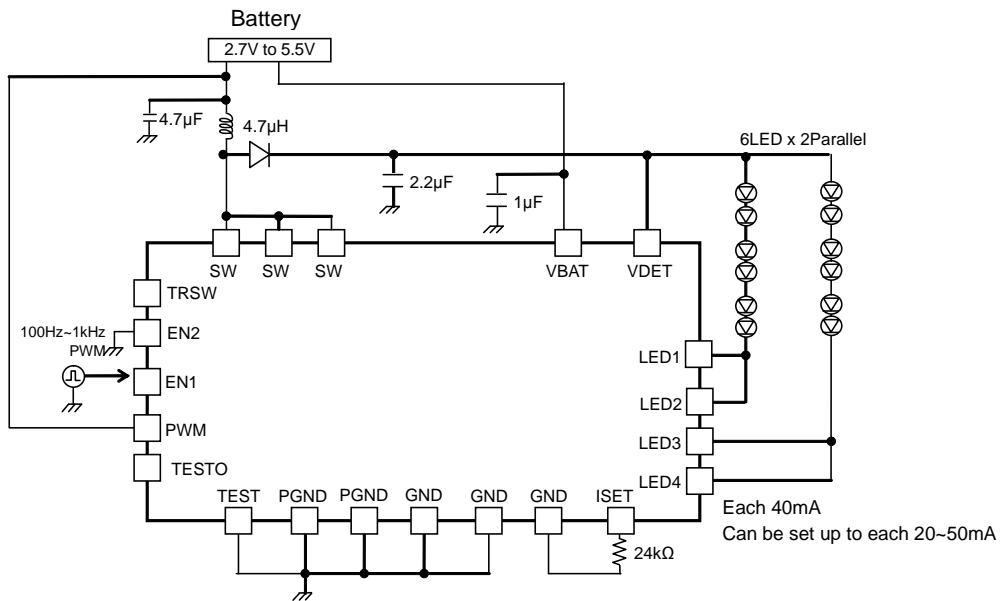 Battery
2.7V to 5.5V
4.7µF
4.7µH
6LED x 2Parallel
2.2µF
1µF
SW
SW
SW
VBAT
VDET
TRSW
100Hz~1kHz
PWM
EN2
EN1
PWM
TESTO
LED1
LED2
LED3
LED4
TEST
PGND
PGND
GND
GND
GND
ISET
24kΩ
Each 40mA
Can be set up to each 20~50mA